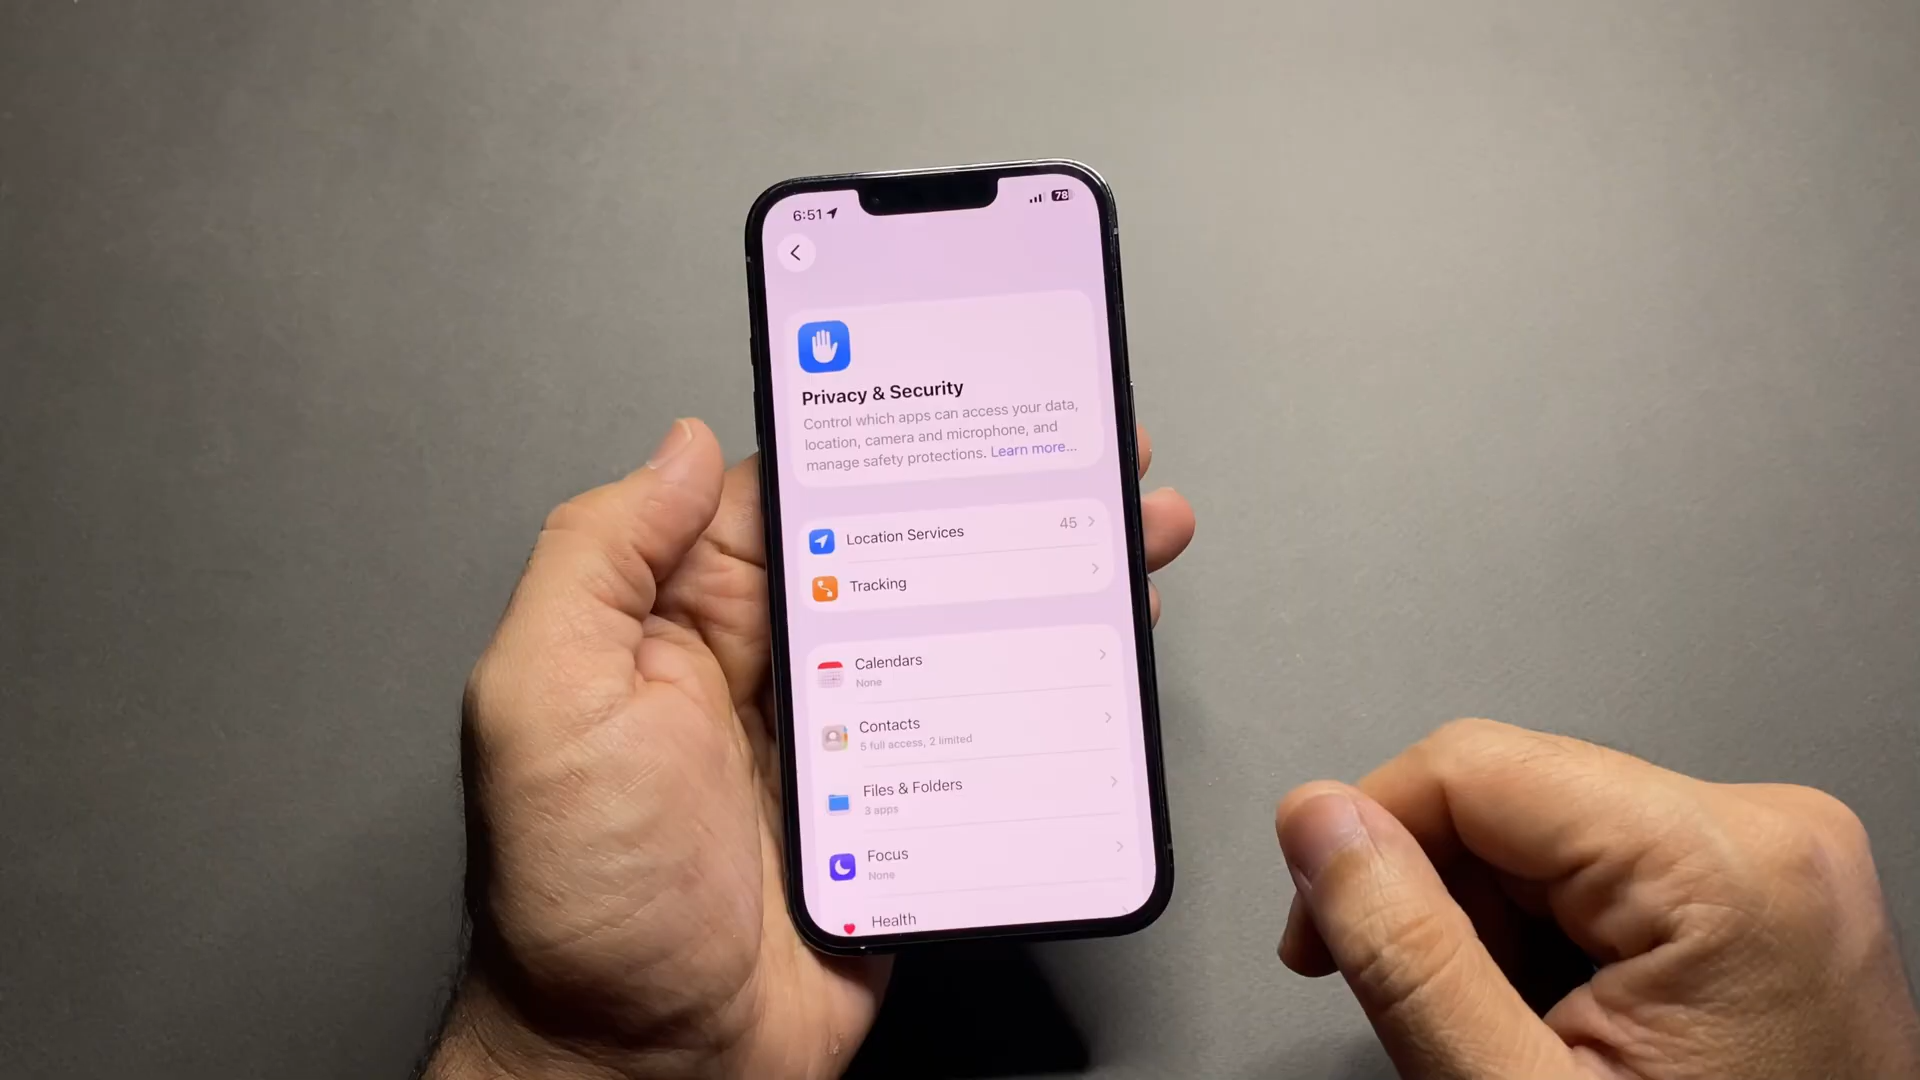 6:51
78
Privacy & Security
Control which apps can access your data,
location, camera and microphone, and
manage safety protections. Learn more...
Location Services 45
Tracking
Calendars
None
Contacts
5 full access, 2 limited
Files & Folders
3 apps
Focus
None
Health